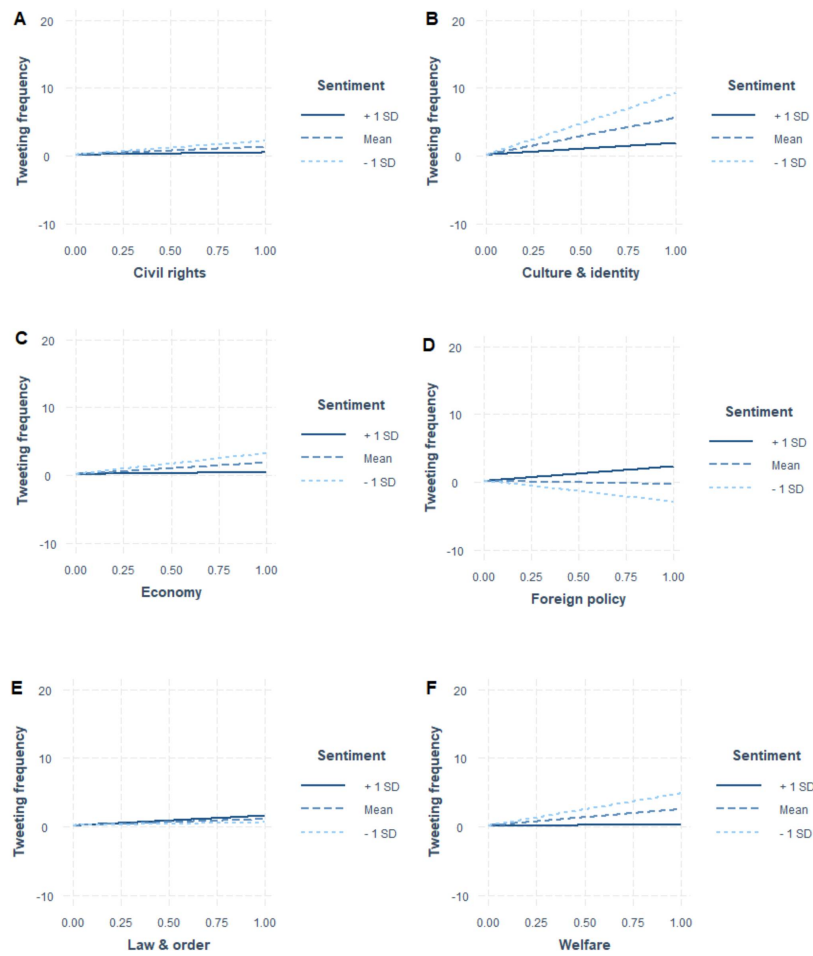 A
Tweeting frequency
20
10
0
-10
0.00 0.25 0.50 0.75 1.00
Civil rights
Sentiment
+ 1 SD
Mean
- 1 SD
B
Tweeting frequency
20
10
0
-10
0.00 0.25 0.50 0.75 1.00
Culture & identity
Sentiment
+ 1 SD
Mean
- 1 SD
C
Tweeting frequency
20
10
0
-10
0.00 0.25 0.50 0.75 1.00
Economy
Sentiment
+ 1 SD
Mean
- 1 SD
D
Tweeting frequency
20
10
0
-10
0.00 0.25 0.50 0.75 1.00
Foreign policy
Sentiment
+ 1 SD
Mean
- 1 SD
E
Tweeting frequency
20
10
0
-10
0.00 0.25 0.50 0.75 1.00
Law & order
Sentiment
+ 1 SD
Mean
- 1 SD
F
Tweeting frequency
20
10
0
-10
0.00 0.25 0.50 0.75 1.00
Welfare
Sentiment
+ 1 SD
Mean
- 1 SD